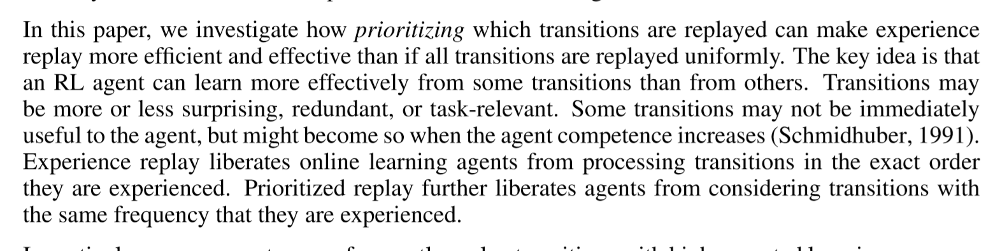 In this paper, we investigate how prioritizing which transitions are replayed can make experience
replay more efficient and effective than if all transitions are replayed uniformly. The key idea is that
an RL agent can learn more effectively from some transitions than from others. Transitions may
be more or less surprising, redundant, or task-relevant. Some transitions may not be immediately
useful to the agent, but might become so when the agent competence increases (Schmidhuber, 1991).
Experience replay liberates online learning agents from processing transitions in the exact order
they are experienced. Prioritized replay further liberates agents from considering transitions with
the same frequency that they are experienced.